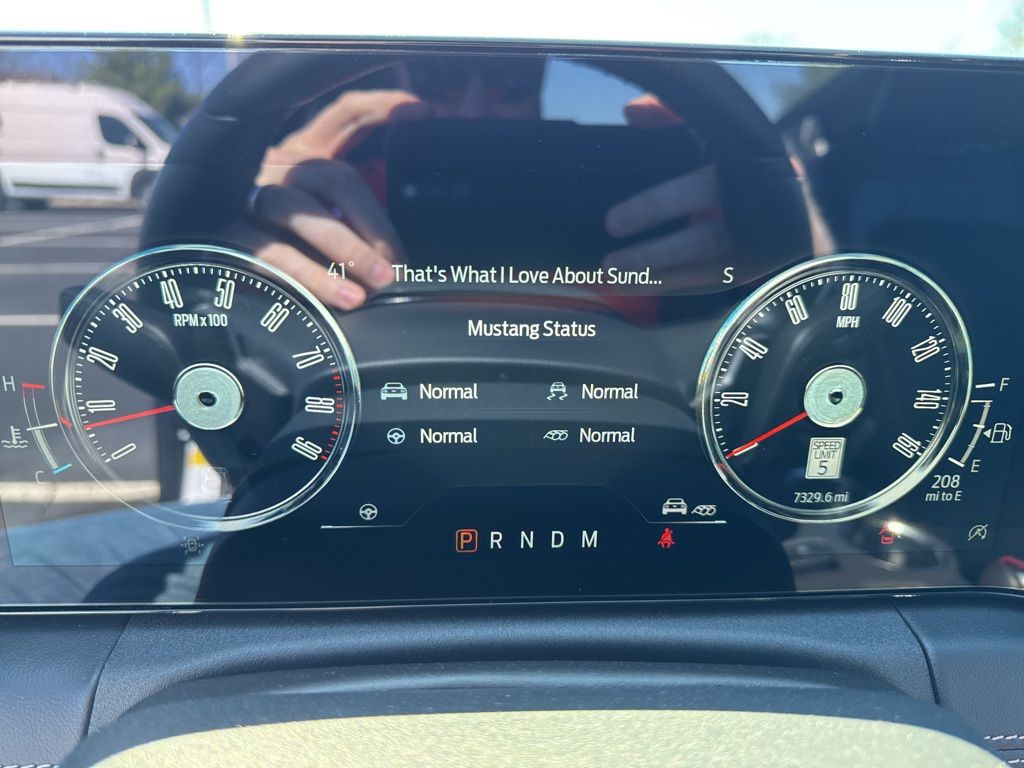 41° That's What I Love About Sund... S
Mustang Status
Normal Normal
Normal Normal
0 10 20 30 40 50 60 70 80 90
RPM x 100
H
C
20 40 60 80 100 120 140 160
MPH
SPEED
LIMIT
5
7329.6 mi
F
E
208
mi to E
P R N D M